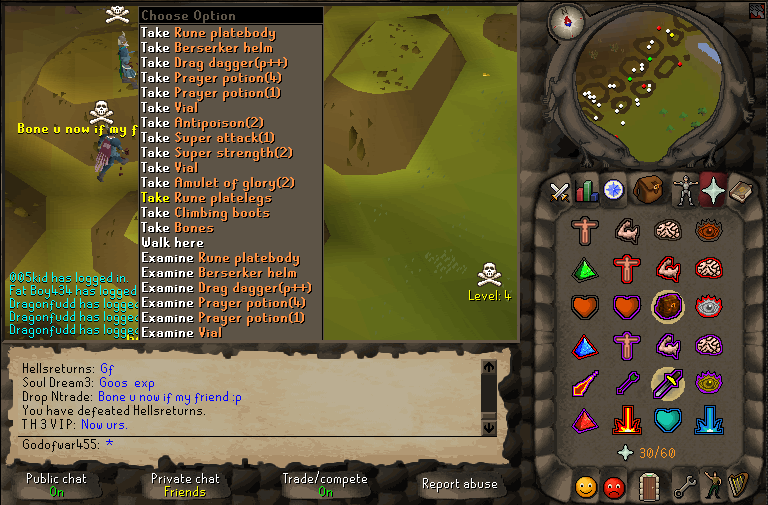 Choose Option
Take Rune platebody
Take Berserker helm
Take Drag dagger(p++)
Take Prayer potion(4)
Take Prayer potion(1)
Take Vial
Take Antipoison(2)
Take Super attack(1)
Take Super strength(2)
Take Vial
Take Amulet of glory(2)
Take Rune platelegs
Take Climbing boots
Take Bones
Walk here
Examine Rune platebody
Examine Berserker helm
Examine Drag dagger(p++)
Examine Prayer potion(4)
Examine Prayer potion(1)
Examine Vial
Bone u now if my f
005kid has logged in.
Fat Boy434 has logged
Dragonfudd has logged
Dragonfudd has logged
Dragonfudd has logged
Level: 4
Hellsreturns: Gf
Soul Dream3: Goos exp
Drop Ntrade: Bone u now if my friend :p
You have defeated Hellsreturns.
TH3VIP: Now urs.
Godofwar455: *
30/60
Public chat
On
Private chat
Friends
Trade/compete
On
Report abuse